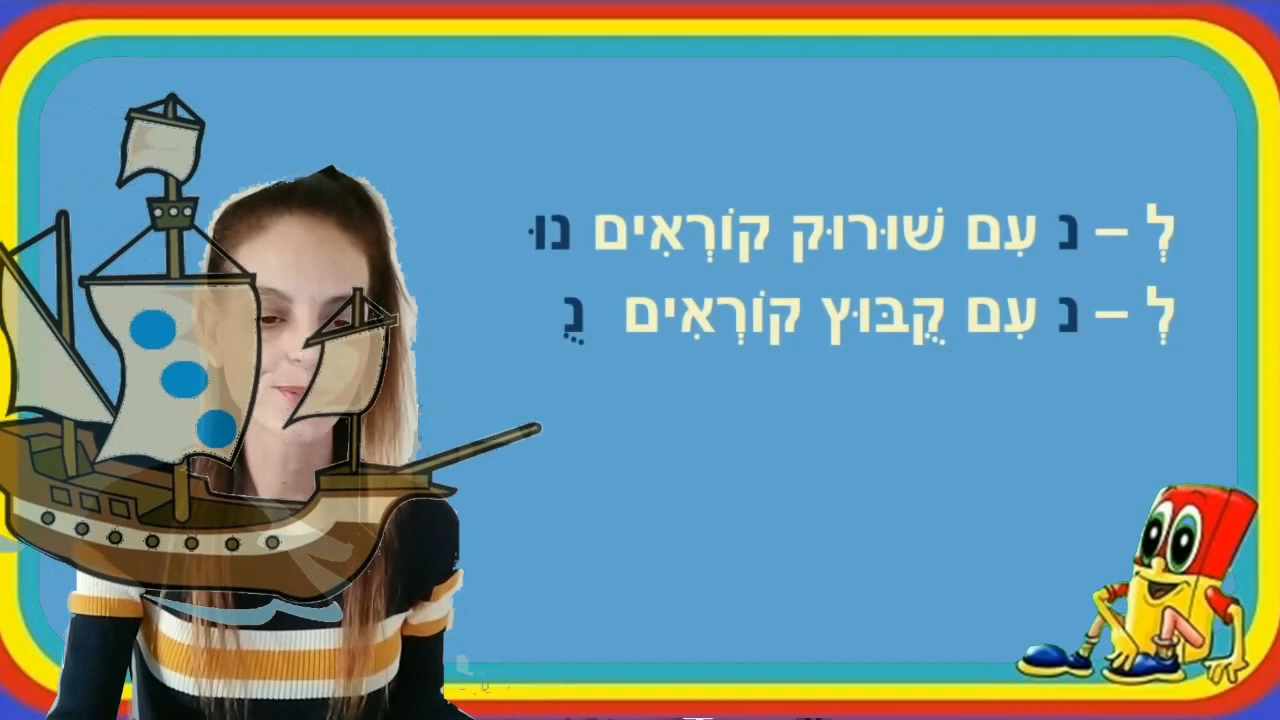 לְ – נ עִם שׁוּרוּק קוֹרְאִים נוּ
לְ – נ עִם קֻבּוּץ קוֹרְאִים נֻ